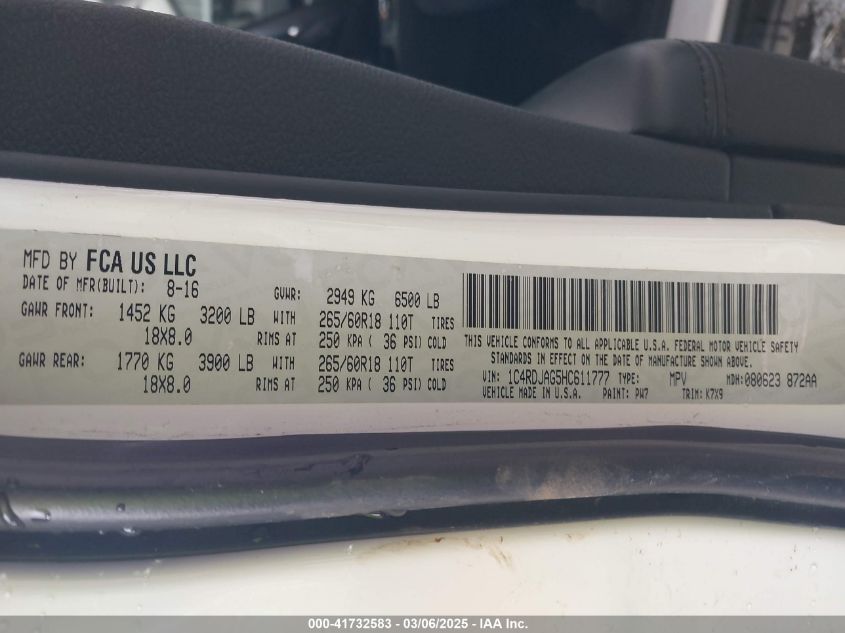 MFD BY FCA US LLC
DATE OF MFR(BUILT): 8-16 GVWR: 2949 KG 6500 LB
GAWR FRONT: 1452 KG 3200 LB WITH 265/60R18 110T TIRES
18X8.0 RIMS AT 250 KPA ( 36 PSI) COLD
GAWR REAR: 1770 KG 3900 LB WITH 265/60R18 110T TIRES
18X8.0 RIMS AT 250 KPA ( 36 PSI) COLD
THIS VEHICLE CONFORMS TO ALL APPLICABLE U.S.A. FEDERAL MOTOR VEHICLE SAFETY
STANDARDS IN EFFECT ON THE DATE OF MANUFACTURE SHOWN ABOVE.
VIN: 1C4RDJAG5HC611777 TYPE: MPV MDH: 080623 872AA
VEHICLE MADE IN U.S.A. PAINT: PW7 TRIM: K7X9
000-41732583 - 03/06/2025 - IAA Inc.